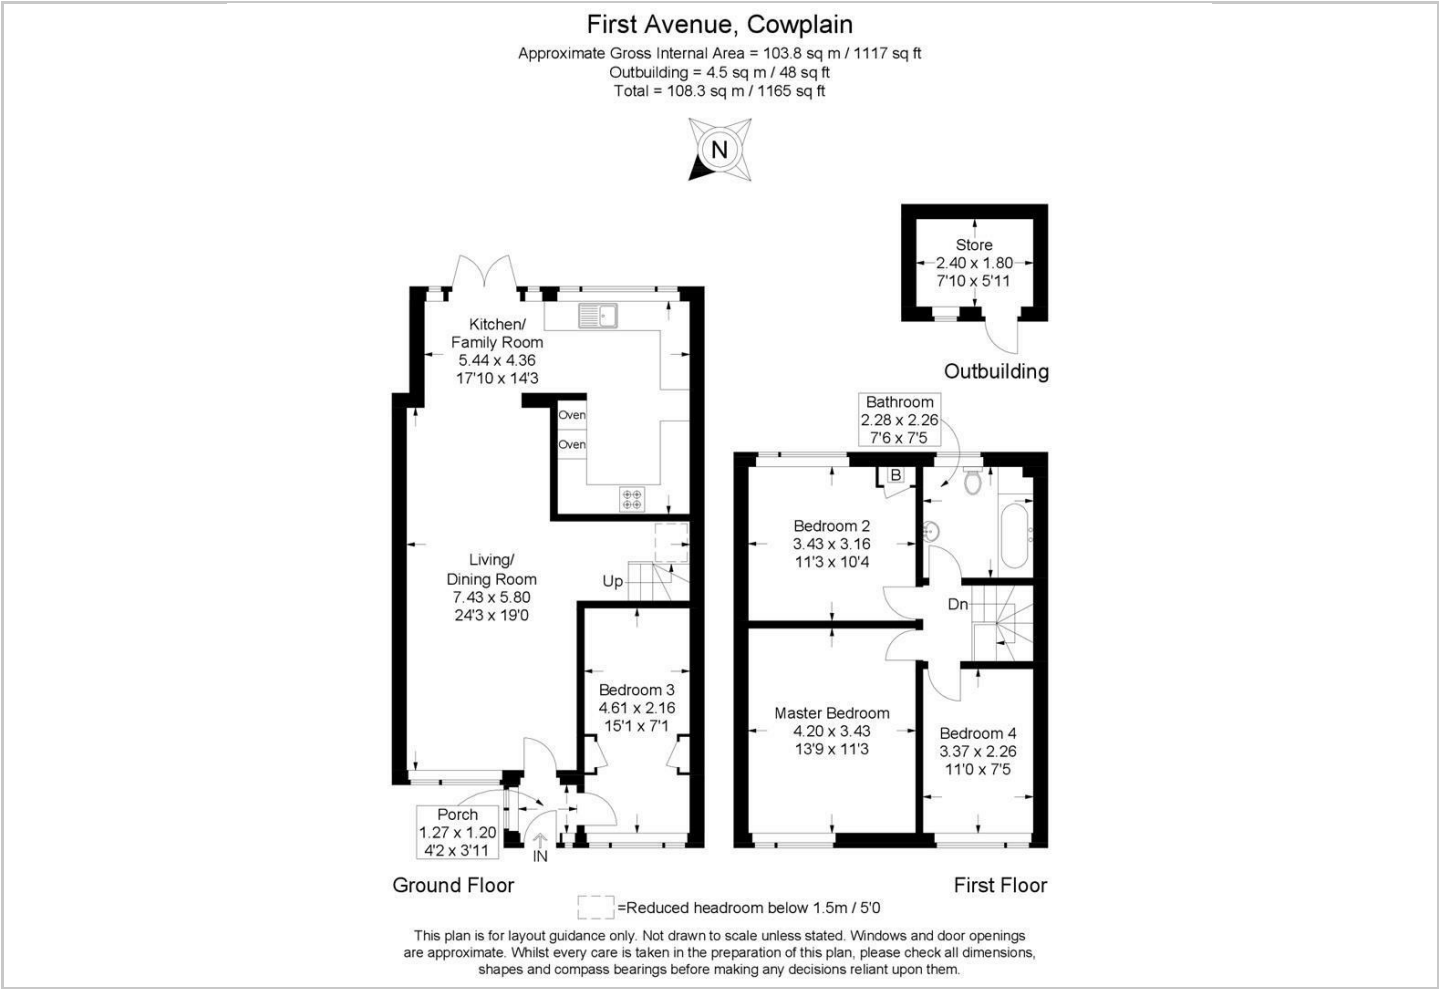 First Avenue, Cowplain
Approximate Gross Internal Area = 103.8 sq m / 1117 sq ft
Outbuilding = 4.5 sq m / 48 sq ft
Total = 108.3 sq m / 1165 sq ft
N
Store
2.40 x 1.80
7'10 x 5'11
Outbuilding
Kitchen/
Family Room
5.44 x 4.36
17'10 x 14'3
Oven
Oven
Living/
Dining Room
7.43 x 5.80
24'3 x 19'0
Up
Bedroom 3
4.61 x 2.16
15'1 x 7'1
Porch
1.27 x 1.20
4'2 x 3'11
IN
Ground Floor
Bathroom
2.28 x 2.26
7'6 x 7'5
B
Bedroom 2
3.43 x 3.16
11'3 x 10'4
Dn
Master Bedroom
4.20 x 3.43
13'9 x 11'3
Bedroom 4
3.37 x 2.26
11'0 x 7'5
First Floor
=Reduced headroom below 1.5m / 5'0
This plan is for layout guidance only. Not drawn to scale unless stated. Windows and door openings
are approximate. Whilst every care is taken in the preparation of this plan, please check all dimensions,
shapes and compass bearings before making any decisions reliant upon them.